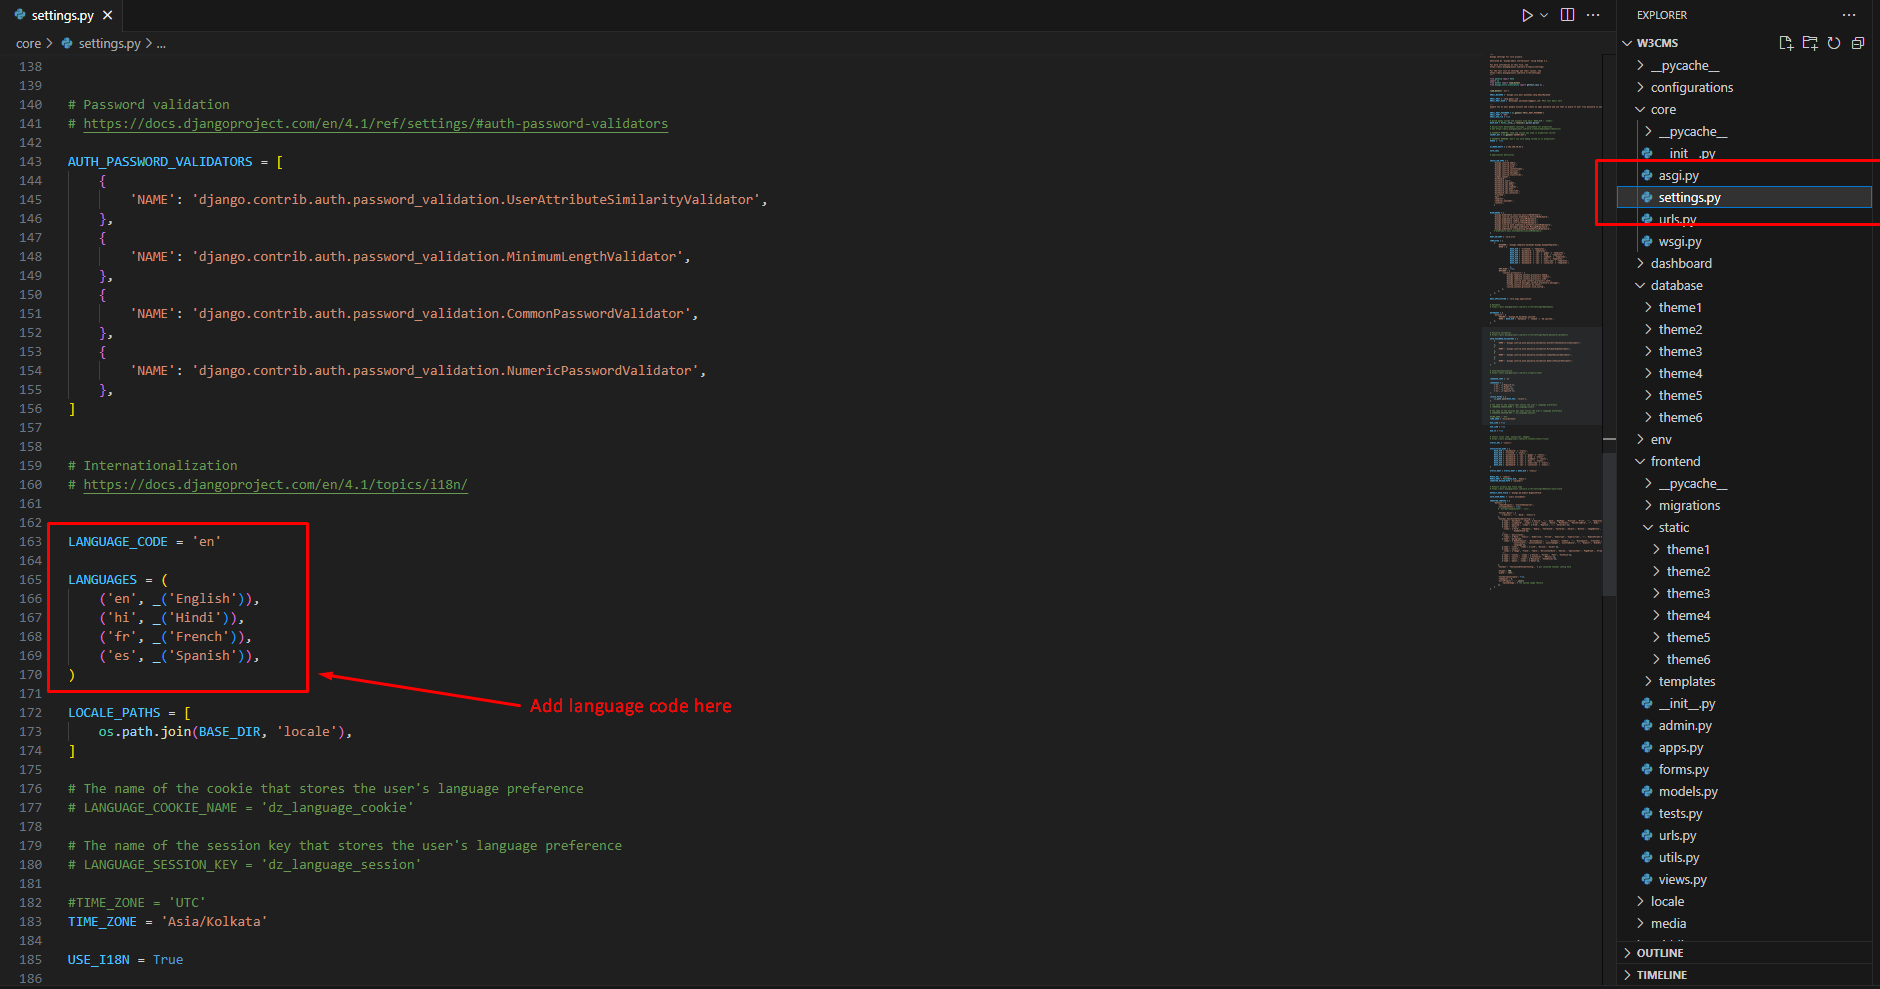 settings.py
core > settings.py > ...
138
139
140 # Password validation
141 # https://docs.djangoproject.com/en/4.1/ref/settings/#auth-password-validators
142
143 AUTH_PASSWORD_VALIDATORS = [
144 {
145 'NAME': 'django.contrib.auth.password_validation.UserAttributeSimilarityValidator',
146 },
147 {
148 'NAME': 'django.contrib.auth.password_validation.MinimumLengthValidator',
149 },
150 {
151 'NAME': 'django.contrib.auth.password_validation.CommonPasswordValidator',
152 },
153 {
154 'NAME': 'django.contrib.auth.password_validation.NumericPasswordValidator',
155 },
156 ]
157
158
159 # Internationalization
160 # https://docs.djangoproject.com/en/4.1/topics/i18n/
161
162
163 LANGUAGE_CODE = 'en'
164
165 LANGUAGES = (
166 ('en', _('English')),
167 ('hi', _('Hindi')),
168 ('fr', _('French')),
169 ('es', _('Spanish')),
170 )
171
Add language code here
172 LOCALE_PATHS = [
173 os.path.join(BASE_DIR, 'locale'),
174 ]
175
176 # The name of the cookie that stores the user's language preference
177 # LANGUAGE_COOKIE_NAME = 'dz_language_cookie'
178
179 # The name of the session key that stores the user's language preference
180 # LANGUAGE_SESSION_KEY = 'dz_language_session'
181
182 #TIME_ZONE = 'UTC'
183 TIME_ZONE = 'Asia/Kolkata'
184
185 USE_I18N = True
186
EXPLORER
W3CMS
__pycache__
configurations
core
__pycache__
__init__.py
asgi.py
settings.py
urls.py
wsgi.py
dashboard
database
theme1
theme2
theme3
theme4
theme5
theme6
env
frontend
__pycache__
migrations
static
theme1
theme2
theme3
theme4
theme5
theme6
templates
__init__.py
admin.py
apps.py
forms.py
models.py
tests.py
urls.py
utils.py
views.py
locale
media
OUTLINE
TIMELINE